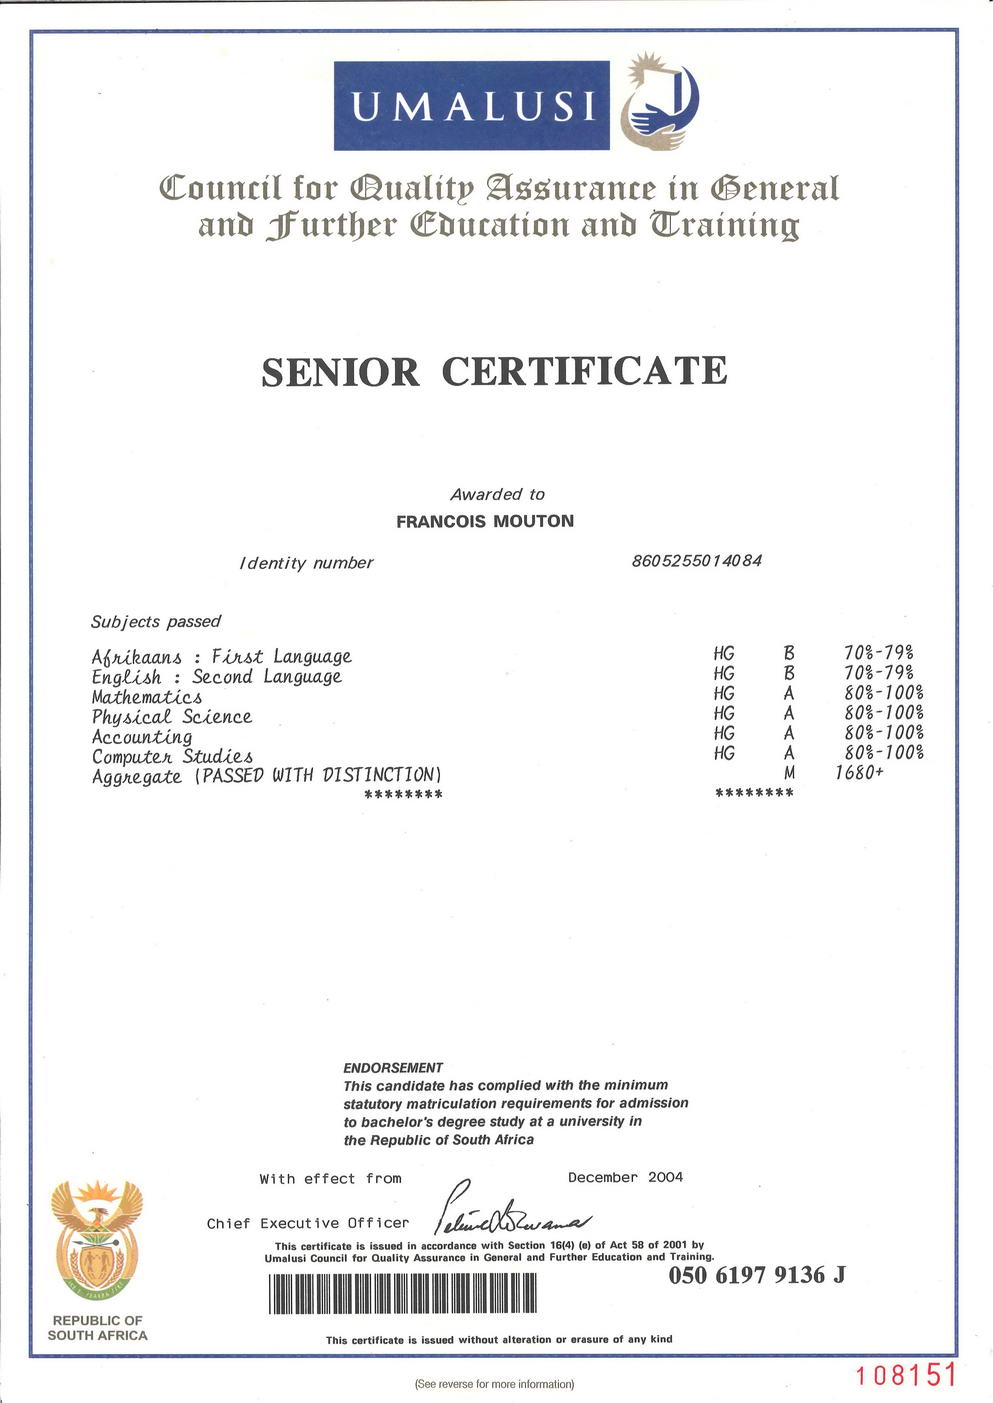 UMALUSI
Council for Quality Assurance in General
and Further Education and Training
SENIOR CERTIFICATE
Awarded to
FRANCOIS MOUTON
Identity number 8605255014084
Subjects passed
Afrikaans : First Language HG B 70%-79%
English : Second Language HG B 70%-79%
Mathematics HG A 80%-100%
Physical Science HG A 80%-100%
Accounting HG A 80%-100%
Computer Studies HG A 80%-100%
Aggregate (PASSED WITH DISTINCTION) M 1680+
******** ********
ENDORSEMENT
This candidate has complied with the minimum
statutory matriculation requirements for admission
to bachelor's degree study at a university in
the Republic of South Africa
With effect from December 2004
Chief Executive Officer
This certificate is issued in accordance with Section 16(4) (e) of Act 58 of 2001 by
Umalusi Council for Quality Assurance in General and Further Education and Training.
050 6197 9136 J
REPUBLIC OF
SOUTH AFRICA
This certificate is issued without alteration or erasure of any kind
108151
(See reverse for more information)